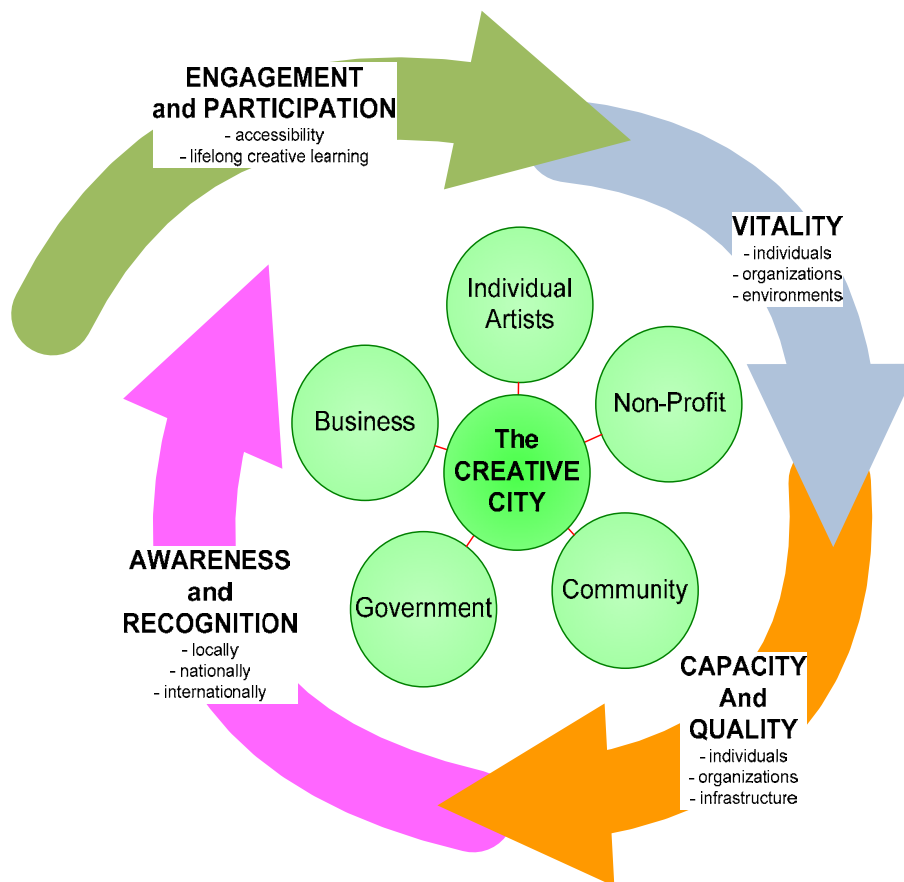 ENGAGEMENT
and PARTICIPATION
- accessibility
- lifelong creative learning
VITALITY
- individuals
- organizations
- environments
Individual
Artists
Non-Profit
Business
The
CREATIVE
CITY
Community
Government
AWARENESS
and
RECOGNITION
- locally
- nationally
- internationally
CAPACITY
And
QUALITY
- individuals
- organizations
- infrastructure